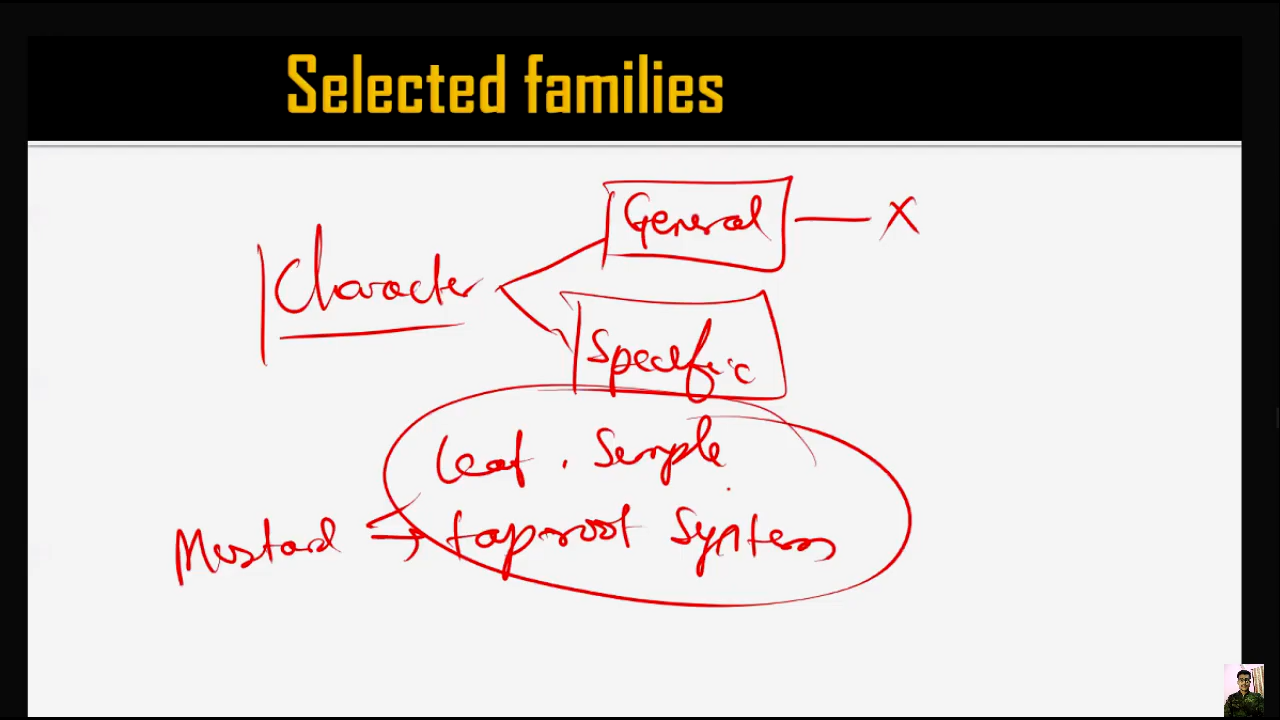 Selected families
General — X
Character
Specific
leaf . Simple
Mustard → taproot System